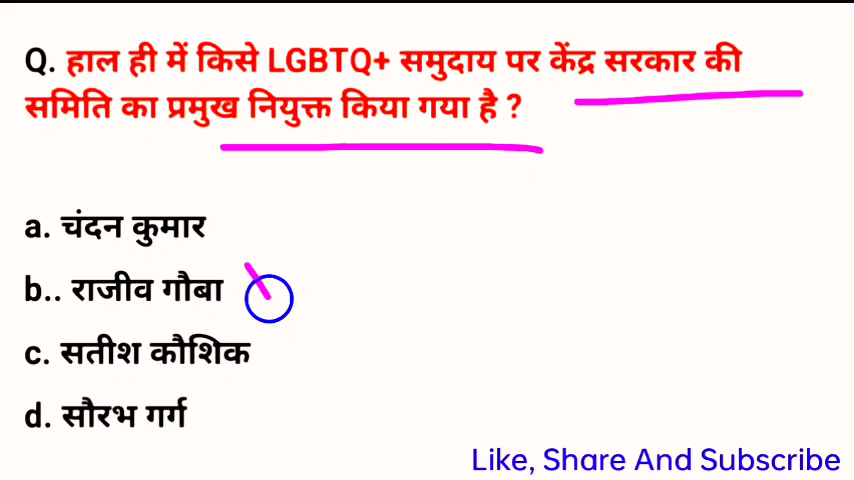 Q. हाल ही में किसे LGBTQ+ समुदाय पर केंद्र सरकार की
समिति का प्रमुख नियुक्त किया गया है ?
a. चंदन कुमार
b.. राजीव गौबा
c. सतीश कौशिक
d. सौरभ गर्ग
Like, Share And Subscribe